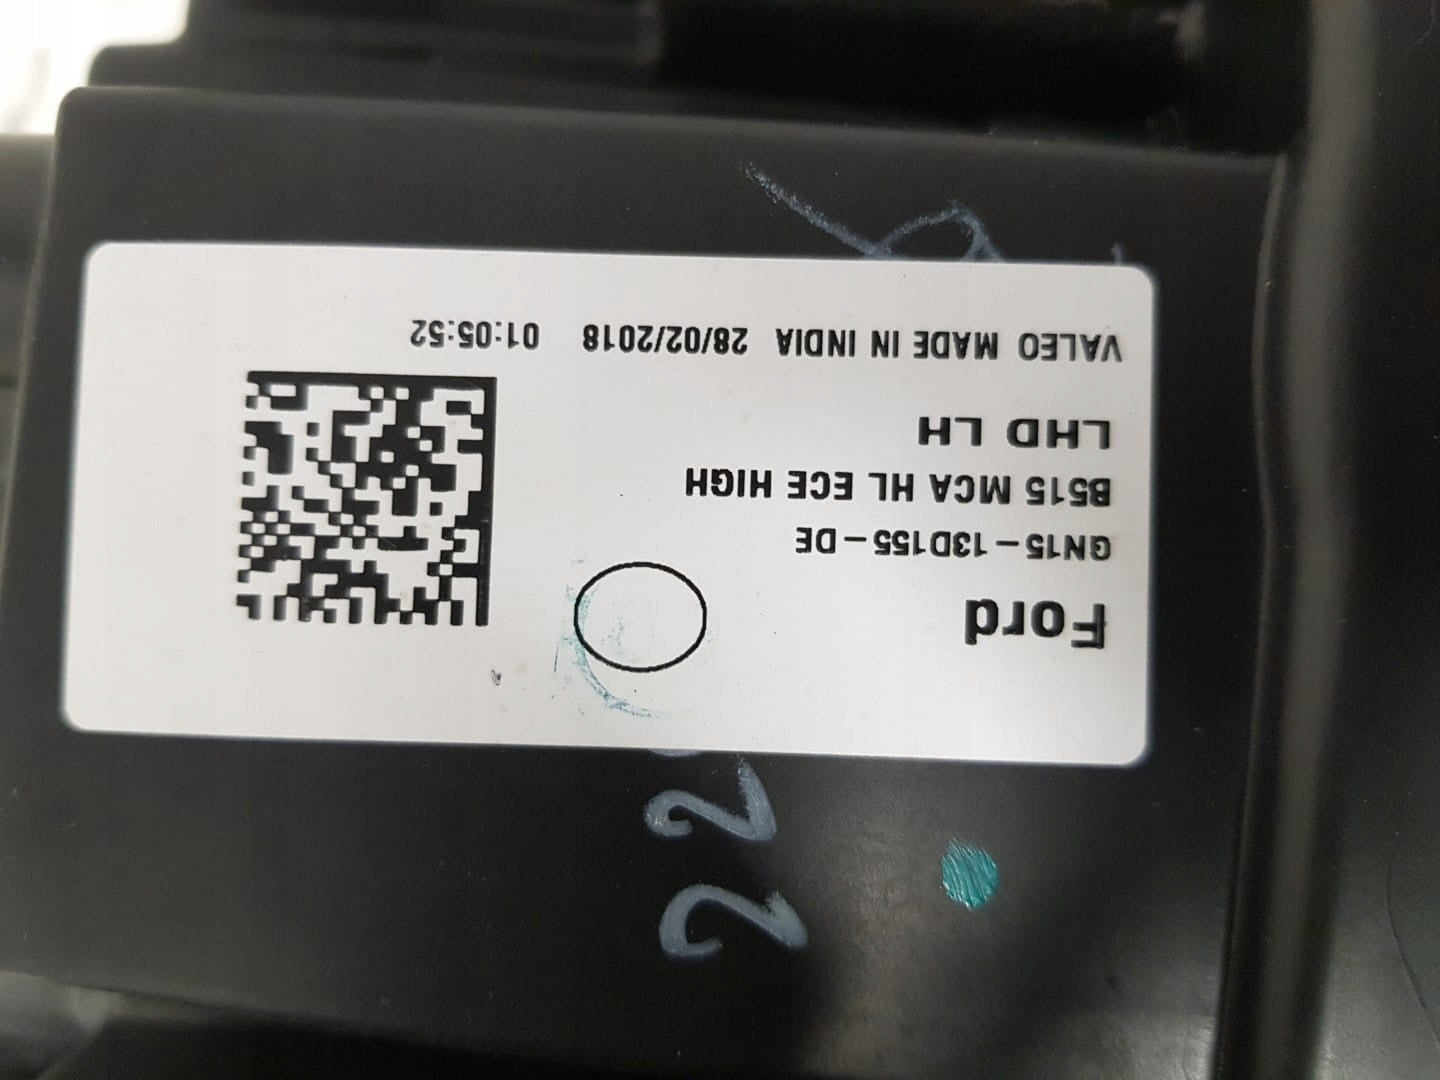 Ford
GN15-13D155-DE
B515 MCA HL ECE HIGH
LHD LH
VALEO MADE IN INDIA 28/02/2018 01:05:52
22